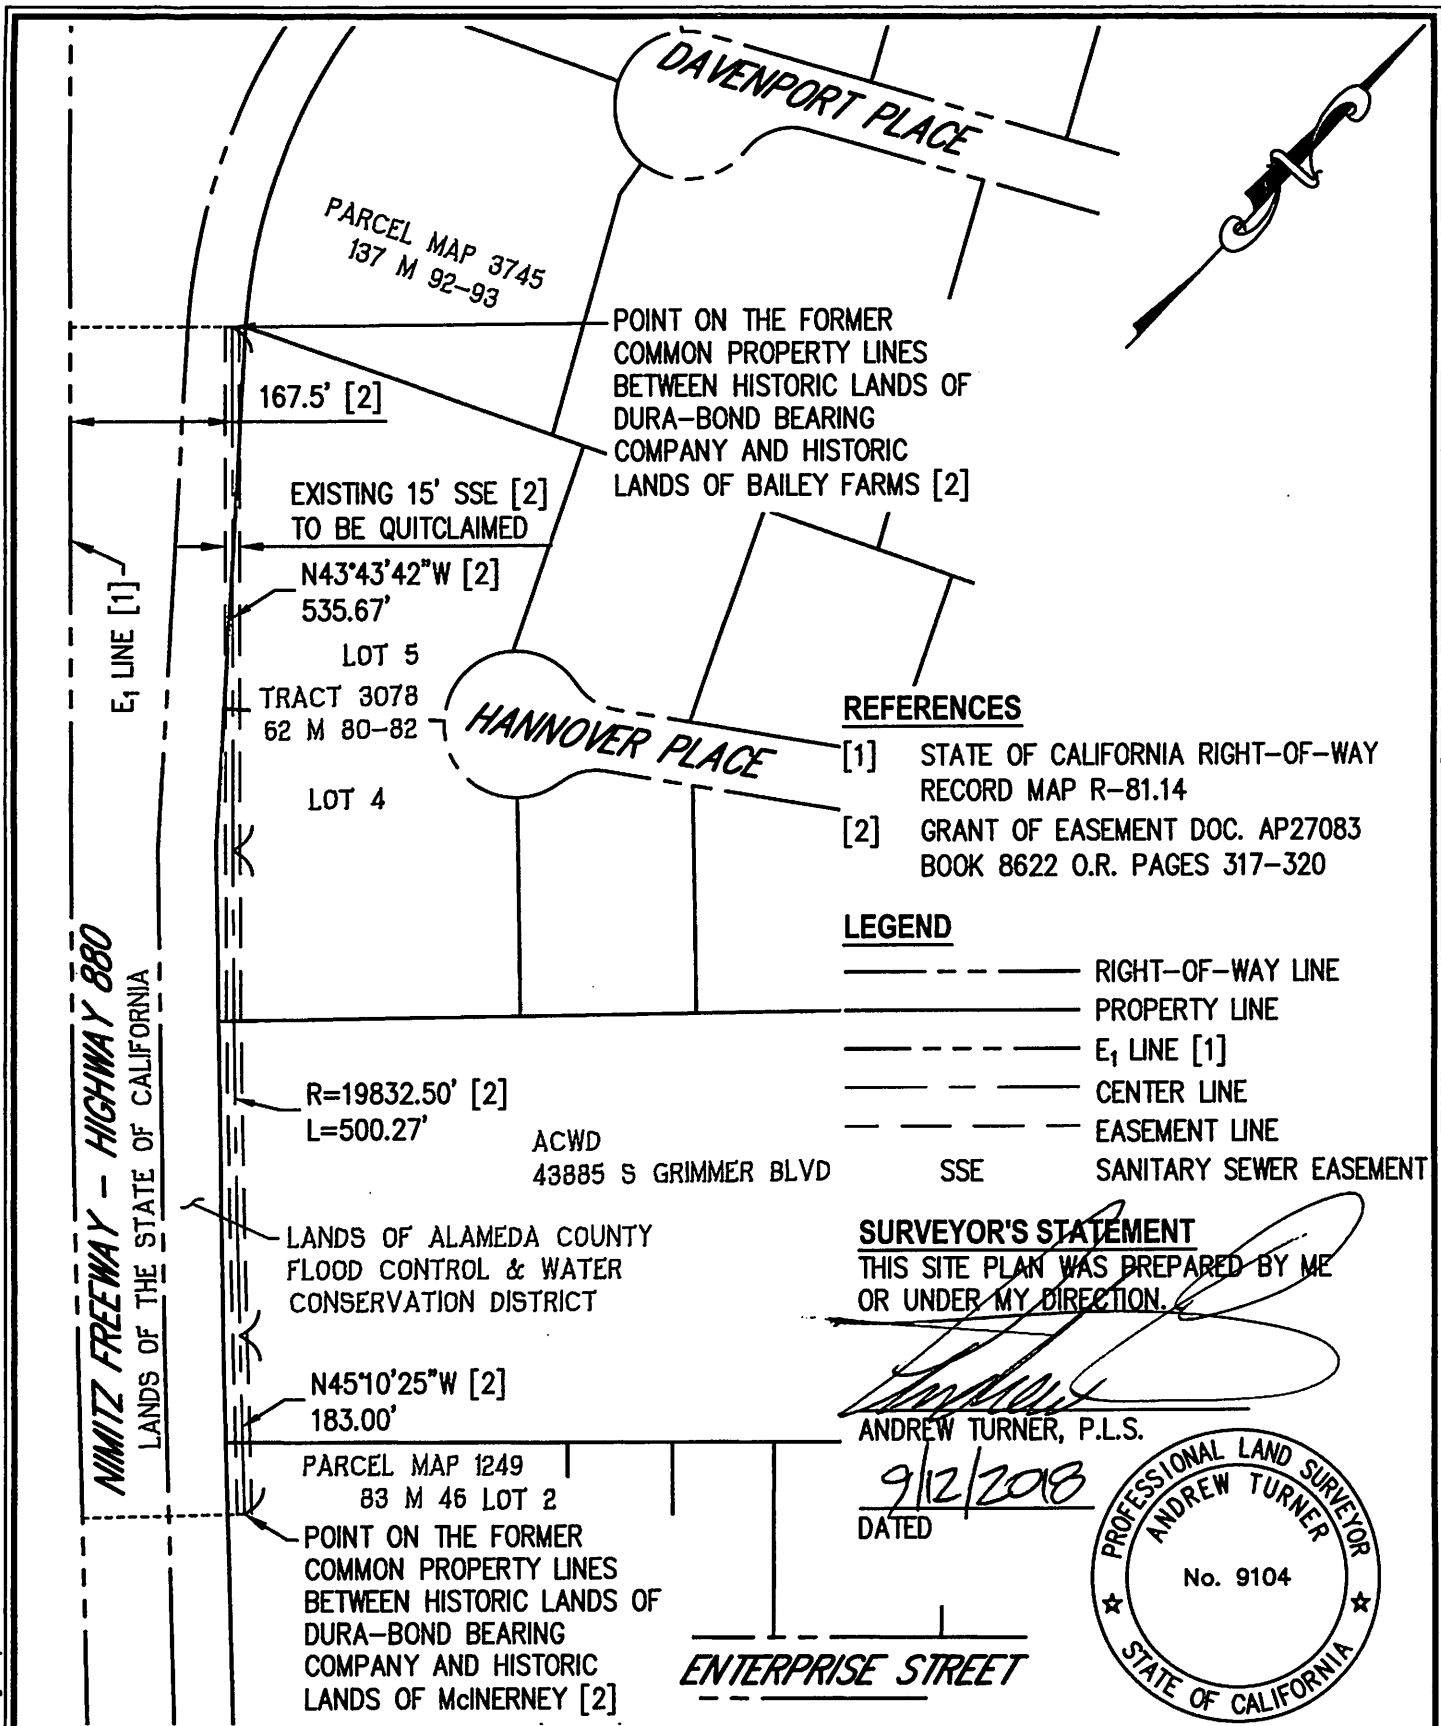 DAVENPORT PLACE
PARCEL MAP 3745
137 M 92-93
POINT ON THE FORMER
COMMON PROPERTY LINES
BETWEEN HISTORIC LANDS OF
DURA-BOND BEARING
COMPANY AND HISTORIC
LANDS OF BAILEY FARMS [2]
167.5' [2]
EXISTING 15' SSE [2]
TO BE QUITCLAIMED
N43°43'42"W [2]
535.67'
E₁ LINE [1]
LOT 5
TRACT 3078
62 M 80-82
HANNOVER PLACE
LOT 4
REFERENCES
[1] STATE OF CALIFORNIA RIGHT-OF-WAY
RECORD MAP R-81.14
[2] GRANT OF EASEMENT DOC. AP27083
BOOK 8622 O.R. PAGES 317-320
LEGEND
RIGHT-OF-WAY LINE
PROPERTY LINE
E₁ LINE [1]
CENTER LINE
EASEMENT LINE
SSE SANITARY SEWER EASEMENT
NIMITZ FREEWAY - HIGHWAY 880
LANDS OF THE STATE OF CALIFORNIA
R=19832.50' [2]
L=500.27'
ACWD
43885 S GRIMMER BLVD
LANDS OF ALAMEDA COUNTY
FLOOD CONTROL & WATER
CONSERVATION DISTRICT
SURVEYOR'S STATEMENT
THIS SITE PLAN WAS PREPARED BY ME
OR UNDER MY DIRECTION.
ANDREW TURNER, P.L.S.
9/12/2018
DATED
N45°10'25"W [2]
183.00'
PARCEL MAP 1249
83 M 46 LOT 2
POINT ON THE FORMER
COMMON PROPERTY LINES
BETWEEN HISTORIC LANDS OF
DURA-BOND BEARING
COMPANY AND HISTORIC
LANDS OF McINERNEY [2]
ENTERPRISE STREET
PROFESSIONAL LAND SURVEYOR
ANDREW TURNER
No. 9104
STATE OF CALIFORNIA